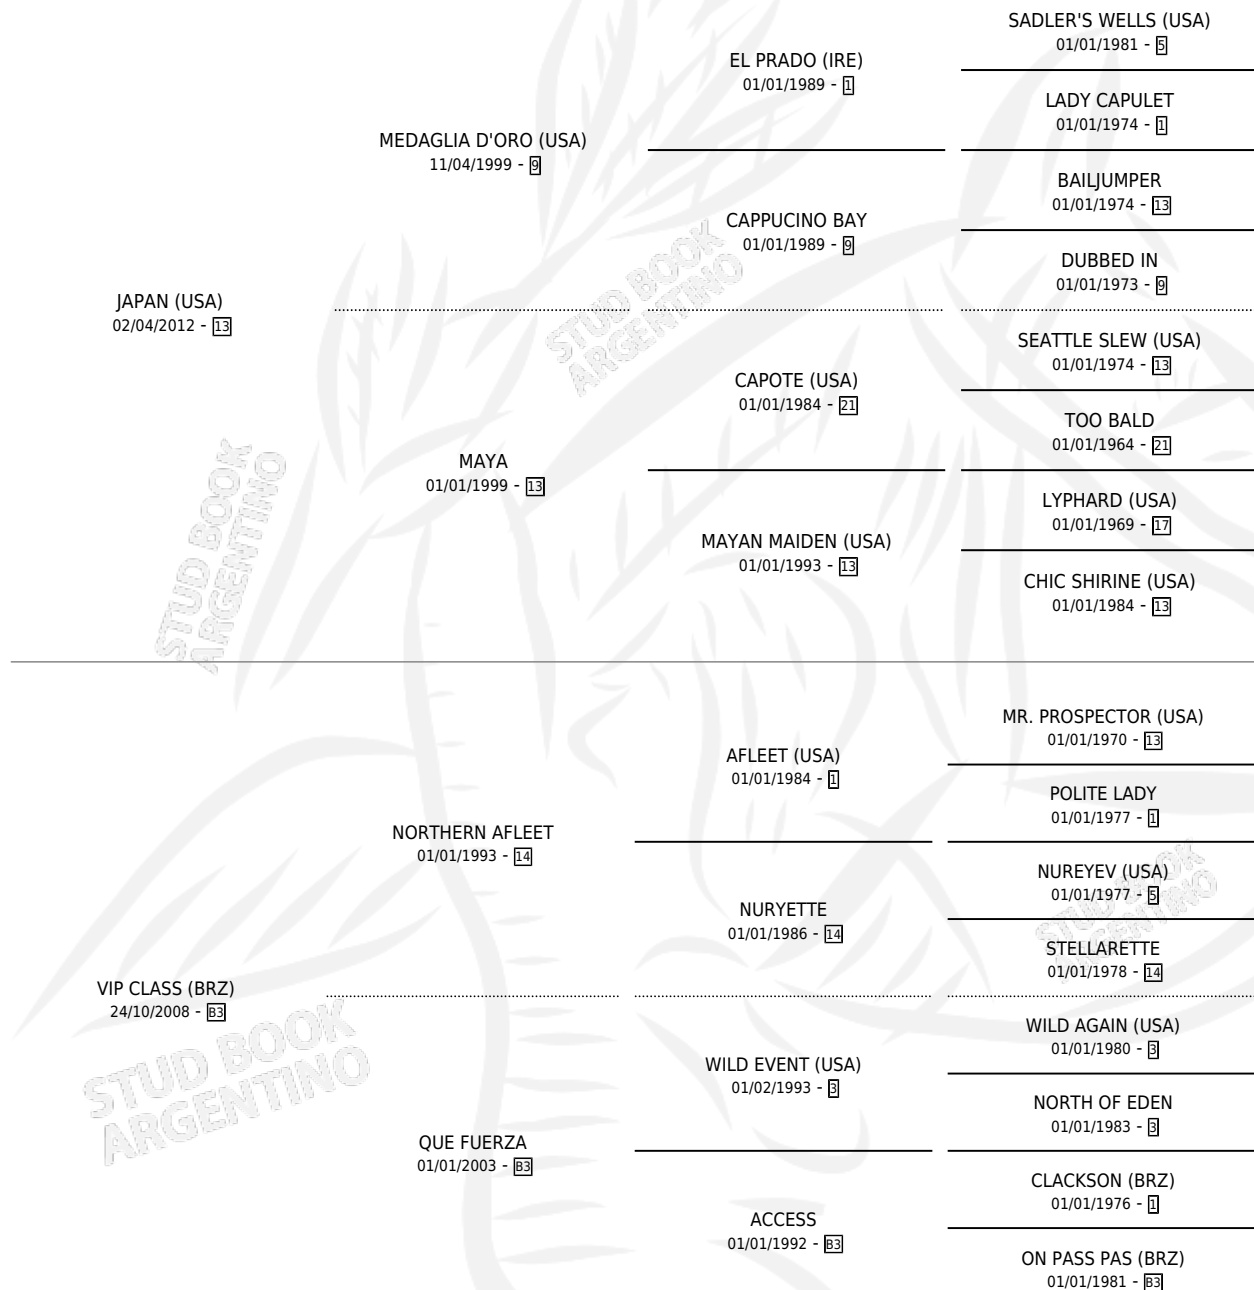 SADLER'S WELLS (USA)
01/01/1981 - 5
EL PRADO (IRE)
01/01/1989 - 1
LADY CAPULET
01/01/1974 - 1
MEDAGLIA D'ORO (USA)
11/04/1999 - 9
BAILJUMPER
01/01/1974 - 13
CAPPUCINO BAY
01/01/1989 - 9
DUBBED IN
01/01/1973 - 9
JAPAN (USA)
02/04/2012 - 13
STUD BOOK
ARGENTINO
SEATTLE SLEW (USA)
01/01/1974 - 13
CAPOTE (USA)
01/01/1984 - 21
TOO BALD
01/01/1964 - 21
MAYA
01/01/1999 - 13
LYPHARD (USA)
01/01/1969 - 17
MAYAN MAIDEN (USA)
01/01/1993 - 13
CHIC SHIRINE (USA)
01/01/1984 - 13
STUD BOOK
ARGENTINO
MR. PROSPECTOR (USA)
01/01/1970 - 13
AFLEET (USA)
01/01/1984 - 1
POLITE LADY
01/01/1977 - 1
NORTHERN AFLEET
01/01/1993 - 14
NUREYEV (USA)
01/01/1977 - 5
NURYETTE
01/01/1986 - 14
STELLARETTE
01/01/1978 - 14
STUD BOOK
ARGENTINO
VIP CLASS (BRZ)
24/10/2008 - B3
WILD AGAIN (USA)
01/01/1980 - 3
WILD EVENT (USA)
01/02/1993 - 3
NORTH OF EDEN
01/01/1983 - 3
STUD BOOK
ARGENTINO
QUE FUERZA
01/01/2003 - B3
CLACKSON (BRZ)
01/01/1976 - 1
ACCESS
01/01/1992 - B3
ON PASS PAS (BRZ)
01/01/1981 - B3